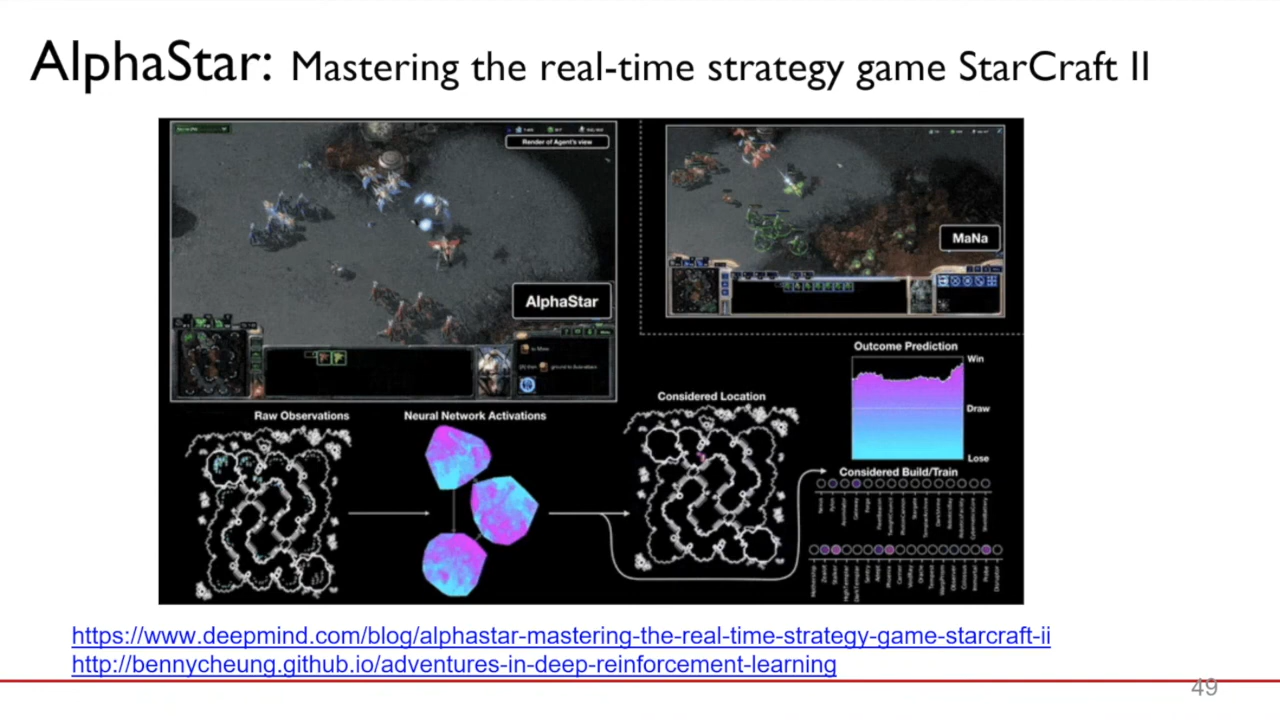 AlphaStar: Mastering the real-time strategy game StarCraft II
Render of Agent's view
AlphaStar
MaNa
Outcome Prediction
Win
Draw
Lose
Raw Observations
Neural Network Activations
Considered Location
Considered Build/Train
https://www.deepmind.com/blog/alphastar-mastering-the-real-time-strategy-game-starcraft-ii
http://bennycheung.github.io/adventures-in-deep-reinforcement-learning
49